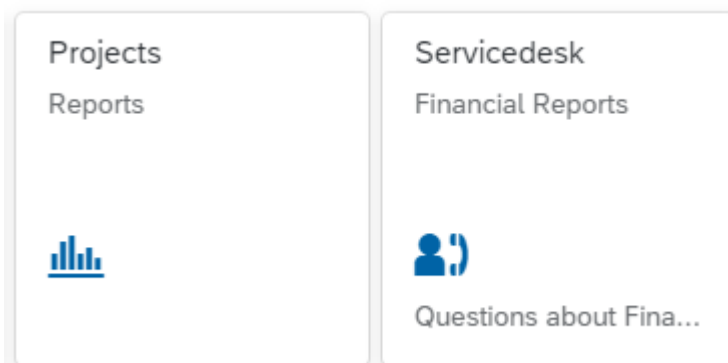 Projects
Reports
Servicedesk
Financial Reports
Questions about Fina...